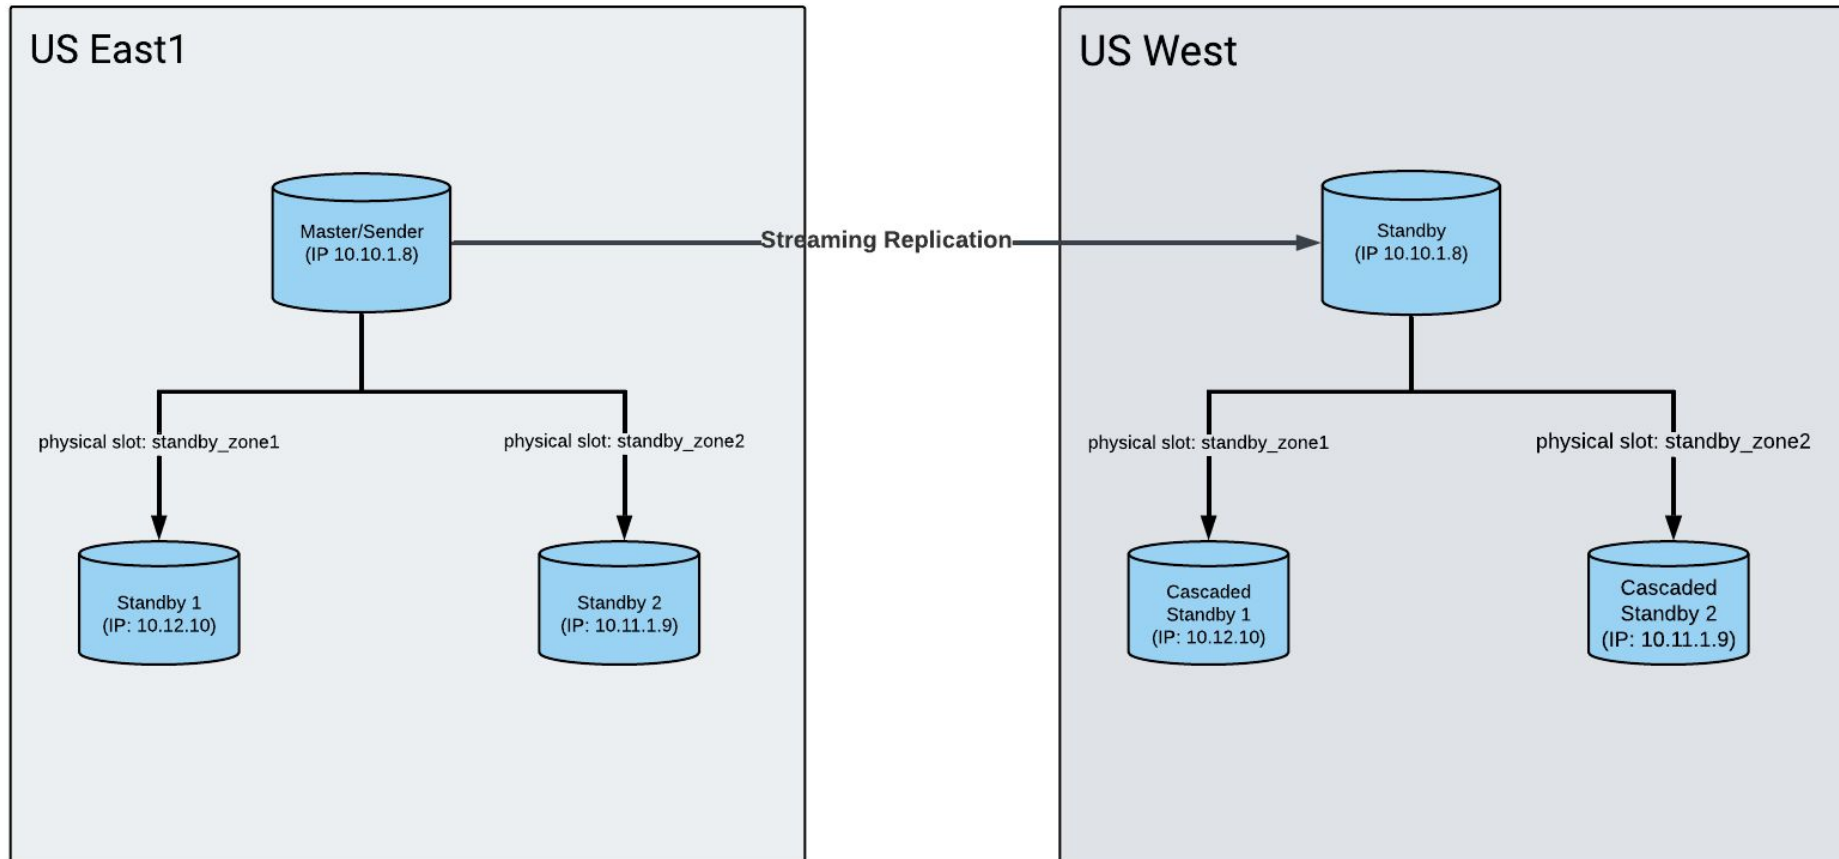 US East1
US West
Master/Sender
(IP 10.10.1.8)
Streaming Replication
Standby
(IP 10.10.1.8)
physical slot: standby_zone1
physical slot: standby_zone2
physical slot: standby_zone1
physical slot: standby_zone2
Standby 1
(IP: 10.12.10)
Standby 2
(IP: 10.11.1.9)
Cascaded
Standby 1
(IP: 10.12.10)
Cascaded
Standby 2
(IP: 10.11.1.9)